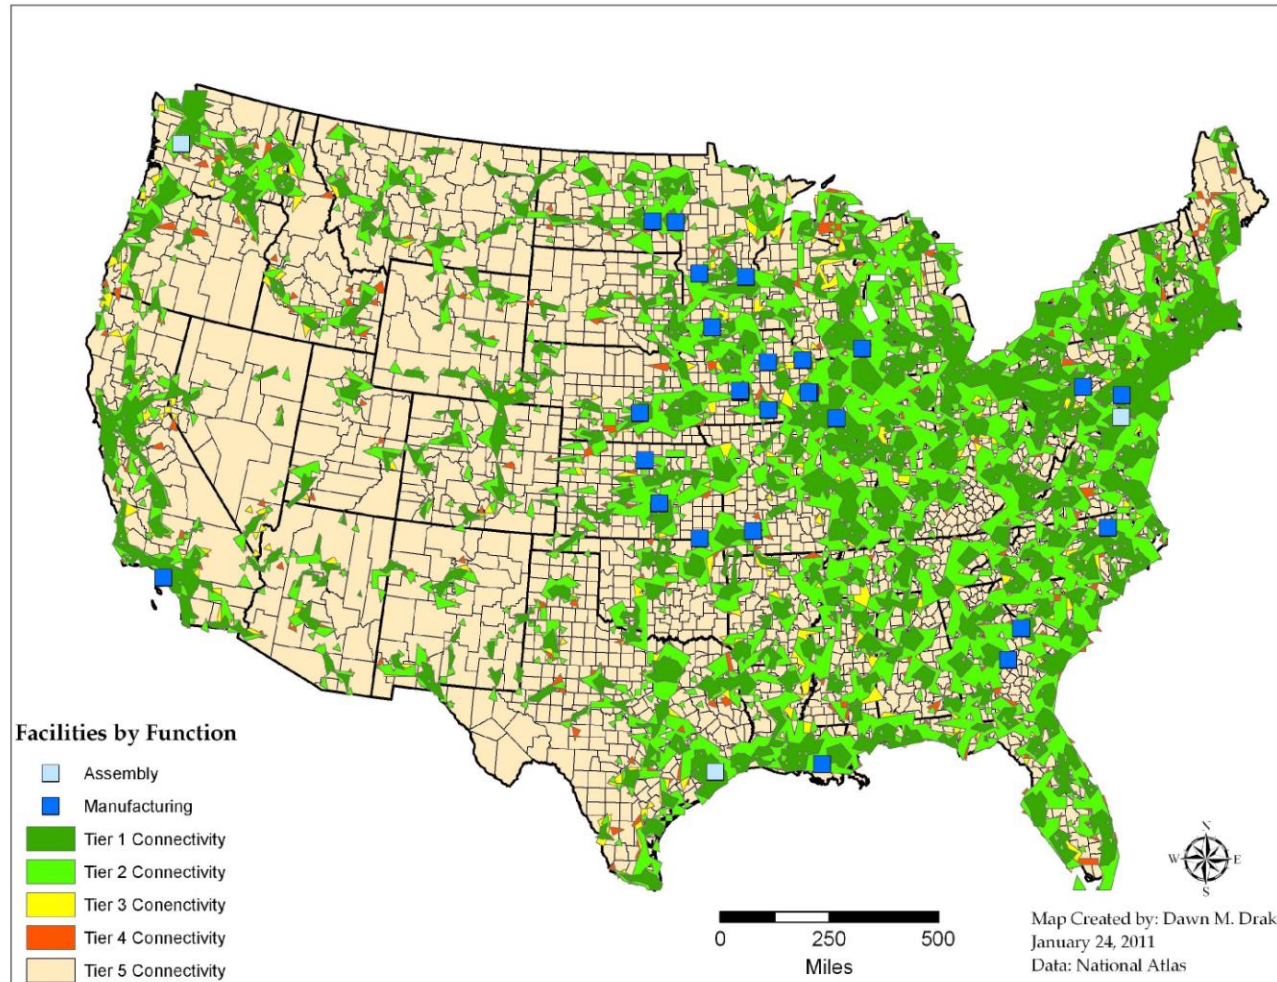 Facilities by Function
Assembly
Manufacturing
Tier 1 Connectivity
Tier 2 Connectivity
Tier 3 Conenctivity
Tier 4 Connectivity
Tier 5 Connectivity
N
W E
S
0 250 500
Miles
Map Created by: Dawn M. Drak
January 24, 2011
Data: National Atlas